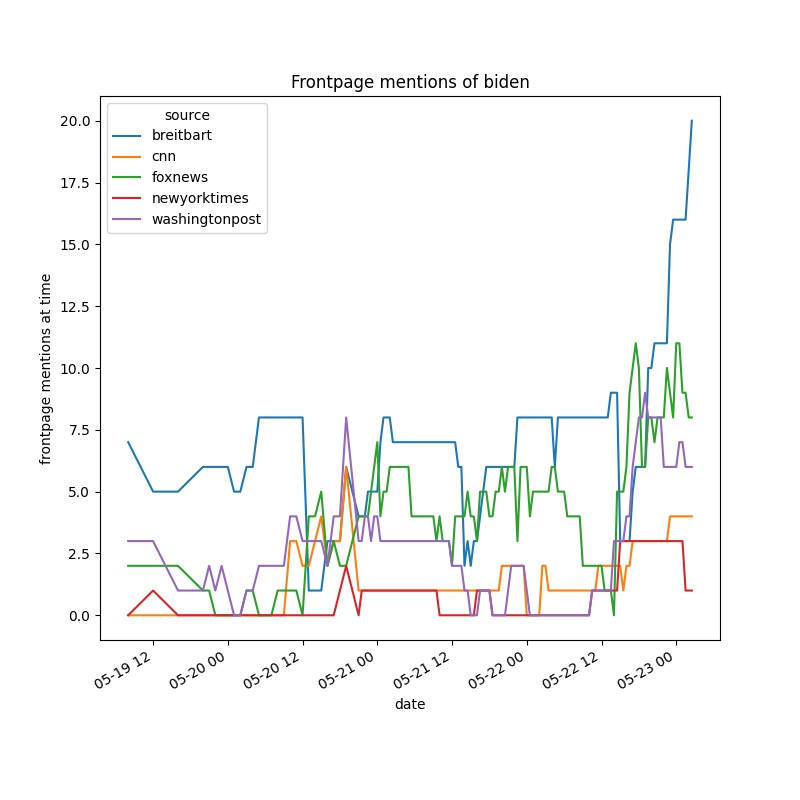 Frontpage mentions of biden
source
breitbart
cnn
foxnews
newyorktimes
washingtonpost
frontpage mentions at time
20.0
17.5
15.0
12.5
10.0
7.5
5.0
2.5
0.0
05-19 12
05-20 00
05-20 12
05-21 00
05-21 12
05-22 00
05-22 12
05-23 00
date